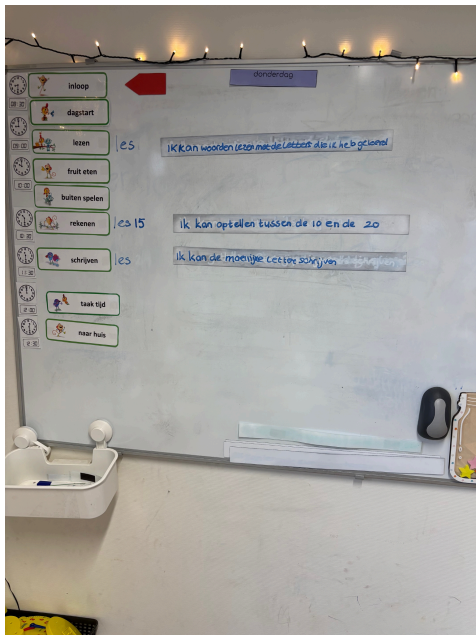 donderdag
inloop
dagstart
lezen les ik kan woorden lezen met de letters die ik heb geleerd
fruit eten
buiten spelen
rekenen les 15 ik kan optellen tussen de 10 en de 20
schrijven les ik kan de moeilijke letters schrijven
taak tijd
naar huis